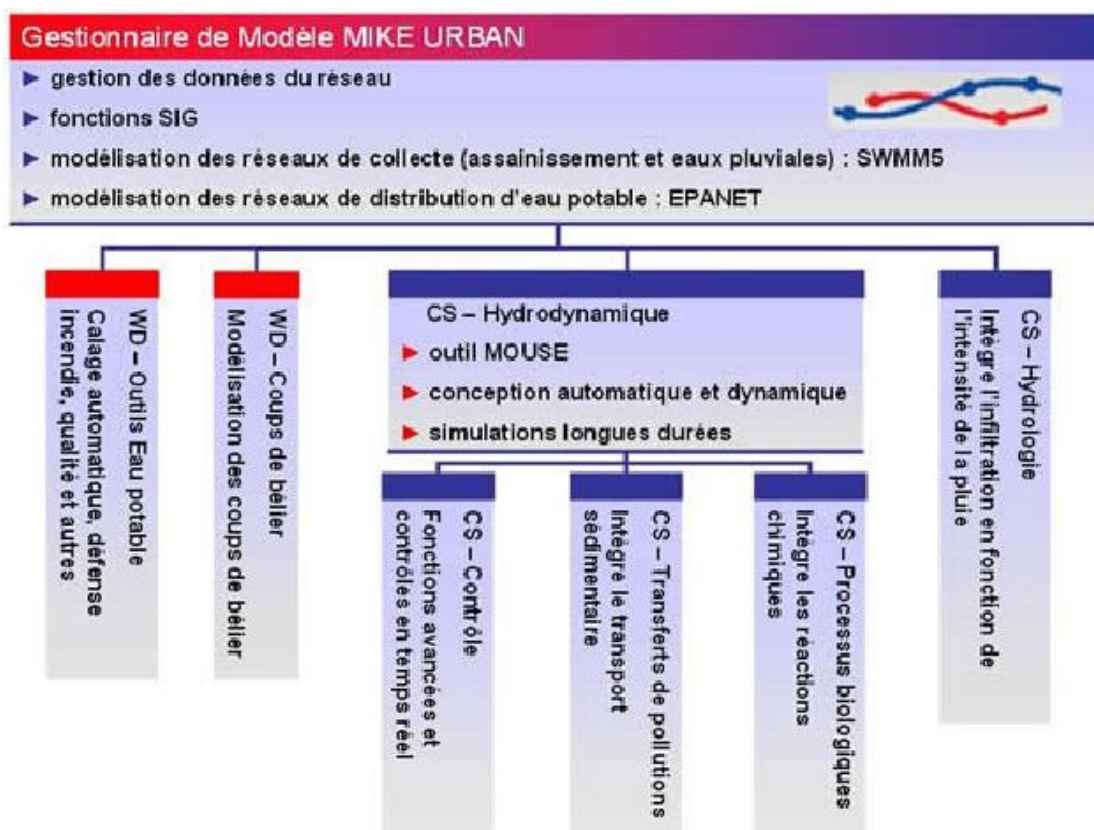 Gestionnaire de Modèle MIKE URBAN
► gestion des données du réseau
► fonctions SIG
► modélisation des réseaux de collecte (assainissement et eaux pluviales) : SWMM5
► modélisation des réseaux de distribution d'eau potable : EPANET
WD – Outils Eau potable
Calage automatique, défense
incendie, qualité et autres
WD – Coups de bélier
Modélisation des coups de bélier
CS – Hydrodynamique
► outil MOUSE
► conception automatique et dynamique
► simulations longues durées
CS – Hydrologie
Intègre l'infiltration en fonction de
l'intensité de la pluie
CS – Contrôle
Fonctions avancées et
contrôles en temps réel
CS – Transferts de pollutions
Intègre le transport
sédimentaire
CS – Processus biologiques
Intègre les réactions
chimiques